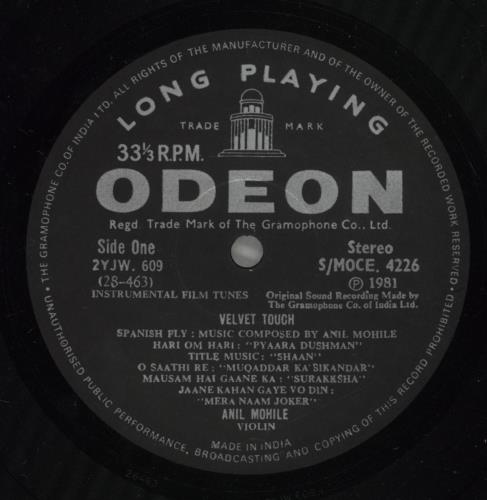 THE GRAMOPHONE CO. OF INDIA LTD. ALL RIGHTS OF THE MANUFACTURER AND OF THE OWNER OF THE RECORDED WORK RESERVED
UNAUTHORISED PUBLIC PERFORMANCE, BROADCASTING AND COPYING OF THIS RECORD PROHIBITED
LONG PLAYING
TRADE MARK
33⅓ R.P.M.
ODEON
Regd Trade Mark of The Gramophone Co., Ltd.
Side One Stereo
2YJW. 609 S/MOCE. 4226
(28-463) Ⓟ 1981
INSTRUMENTAL FILM TUNES Original Sound Recording Made by
The Gramophone Co. of India Ltd.
VELVET TOUCH
SPANISH FLY : MUSIC COMPOSED BY ANIL MOHILE
HARI OM HARI : "PYAARA DUSHMAN"
TITLE MUSIC : "SHAAN"
O SAATHI RE : "MUQADDAR KA SIKANDAR"
MAUSAM HAI GAANE KA : "SURAKKSHA"
JAANE KAHAN GAYE VO DIN :
"MERA NAAM JOKER"
ANIL MOHILE
VIOLIN
MADE IN INDIA